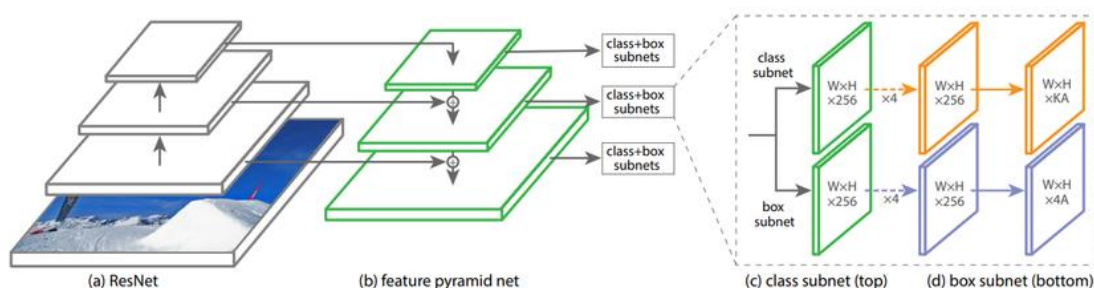 class+box
subnets
class+box
subnets
class+box
subnets
class
subnet
W×H
×256
×4
W×H
×256
W×H
×KA
box
subnet
W×H
×256
×4
W×H
×256
W×H
×4A
(a) ResNet
(b) feature pyramid net
(c) class subnet (top)
(d) box subnet (bottom)